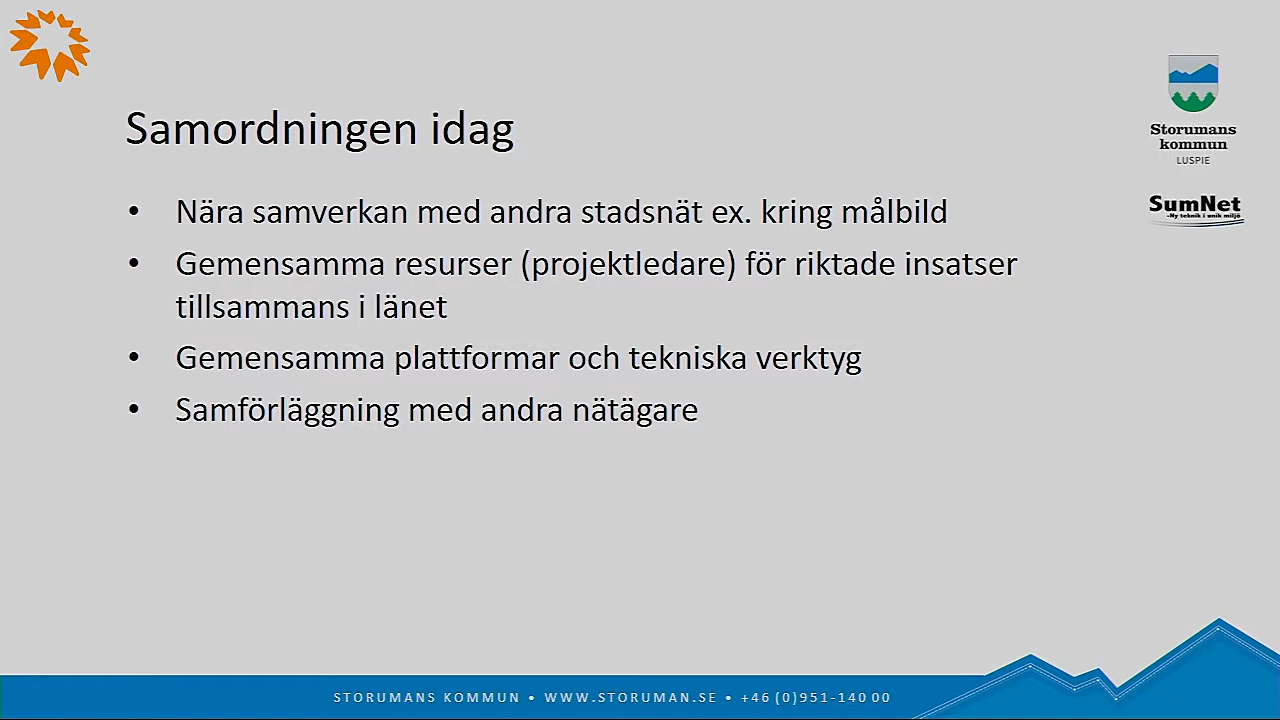 Samordningen idag
Storumans
kommun
LUSPIE
SumNet
-Ny teknik i unik miljö
• Nära samverkan med andra stadsnät ex. kring målbild
• Gemensamma resurser (projektledare) för riktade insatser
tillsammans i länet
• Gemensamma plattformar och tekniska verktyg
• Samförläggning med andra nätägare
STORUMANS KOMMUN • WWW.STORUMAN.SE • +46 (0)951-140 00